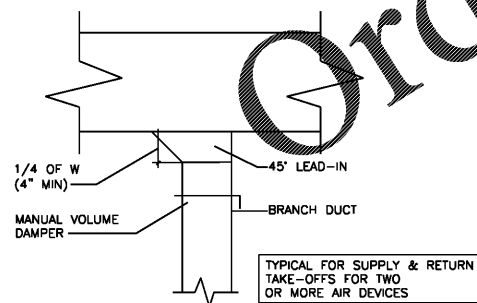 Oro
1/4 OF W
(4" MIN)
45° LEAD-IN
MANUAL VOLUME
DAMPER
BRANCH DUCT
TYPICAL FOR SUPPLY & RETURN
TAKE-OFFS FOR TWO
OR MORE AIR DEVICES